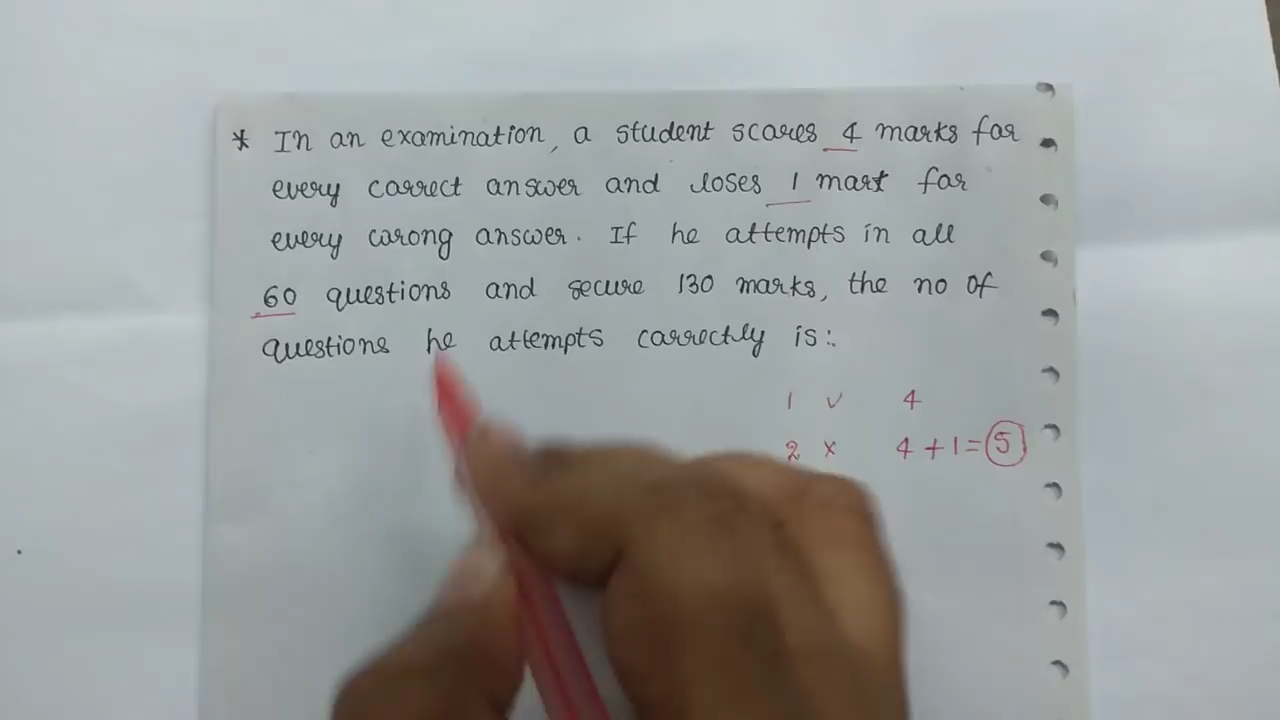 * In an examination, a student scares 4 marks for
every correct answer and loses 1 mark for
every carong answer. If he attempts in all
60 questions and secure 130 marks, the no of
questions he attempts correctly is:.
1 ✓ 4
2 × 4+1=5